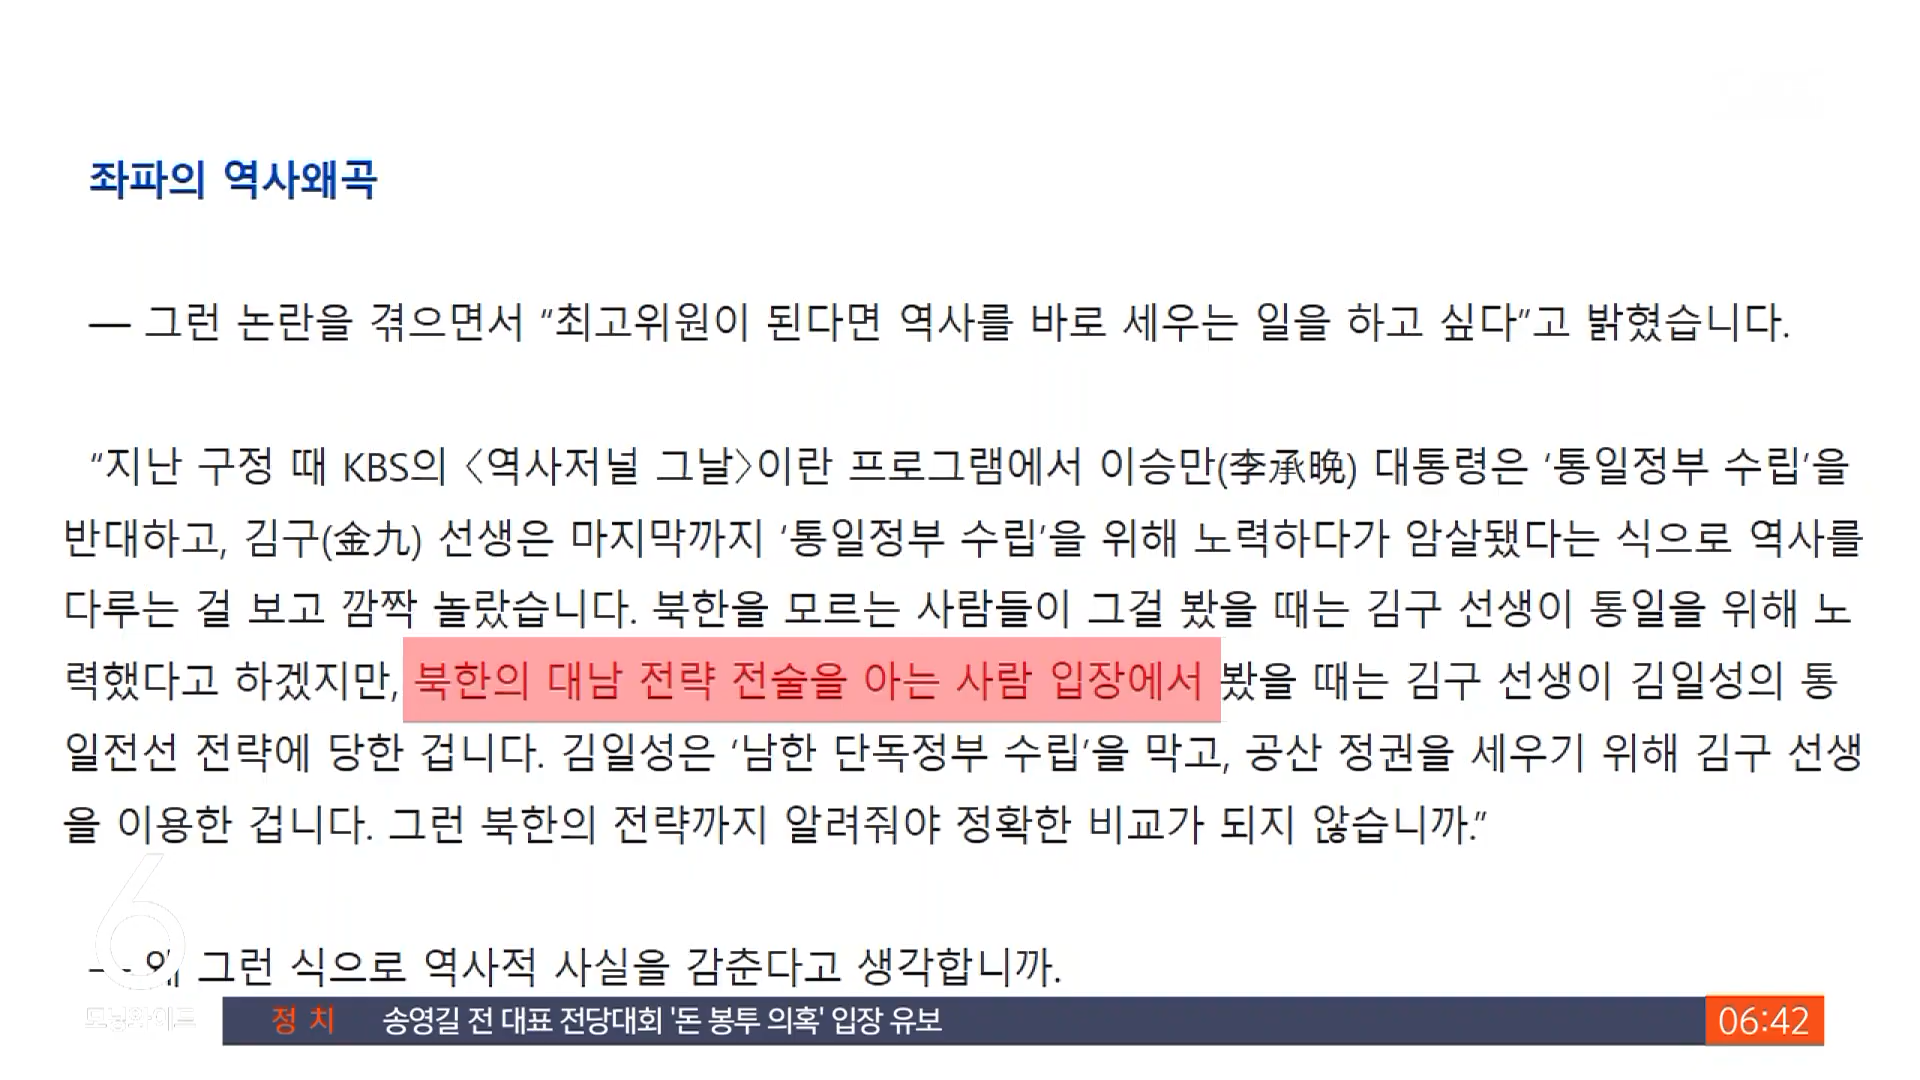 좌파의 역사왜곡
― 그런 논란을 겪으면서 “최고위원이 된다면 역사를 바로 세우는 일을 하고 싶다”고 밝혔습니다.
“지난 구정 때 KBS의 〈역사저널 그날〉이란 프로그램에서 이승만(李承晩) 대통령은 ‘통일정부 수립’을
반대하고, 김구(金九) 선생은 마지막까지 ‘통일정부 수립’을 위해 노력하다가 암살됐다는 식으로 역사를
다루는 걸 보고 깜짝 놀랐습니다. 북한을 모르는 사람들이 그걸 봤을 때는 김구 선생이 통일을 위해 노
력했다고 하겠지만, 북한의 대남 전략 전술을 아는 사람 입장에서 봤을 때는 김구 선생이 김일성의 통
일전선 전략에 당한 겁니다. 김일성은 ‘남한 단독정부 수립’을 막고, 공산 정권을 세우기 위해 김구 선생
을 이용한 겁니다. 그런 북한의 전략까지 알려줘야 정확한 비교가 되지 않습니까.”
― 왜 그런 식으로 역사적 사실을 감춘다고 생각합니까.
6
모닝와이드
정 치 송영길 전 대표 전당대회 '돈 봉투 의혹' 입장 유보 06:42